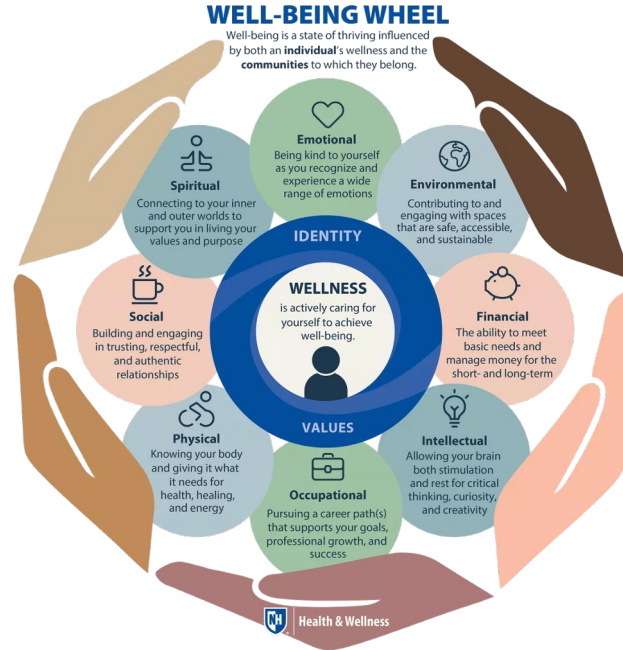 WELL-BEING WHEEL
Well-being is a state of thriving influenced
by both an individual's wellness and the
communities to which they belong.
Emotional
Being kind to yourself
as you recognize and
experience a wide
range of emotions
Environmental
Contributing to and
engaging with spaces
that are safe, accessible,
and sustainable
Financial
The ability to meet
basic needs and
manage money for the
short- and long-term
Intellectual
Allowing your brain
both stimulation
and rest for critical
thinking, curiosity,
and creativity
Occupational
Pursuing a career path(s)
that supports your goals,
professional growth, and
success
Physical
Knowing your body
and giving it what
it needs for
health, healing,
and energy
Social
Building and engaging
in trusting, respectful,
and authentic
relationships
Spiritual
Connecting to your inner
and outer worlds to
support you in living your
values and purpose
IDENTITY
WELLNESS
is actively caring for
yourself to achieve
well-being.
VALUES
NH
Health & Wellness